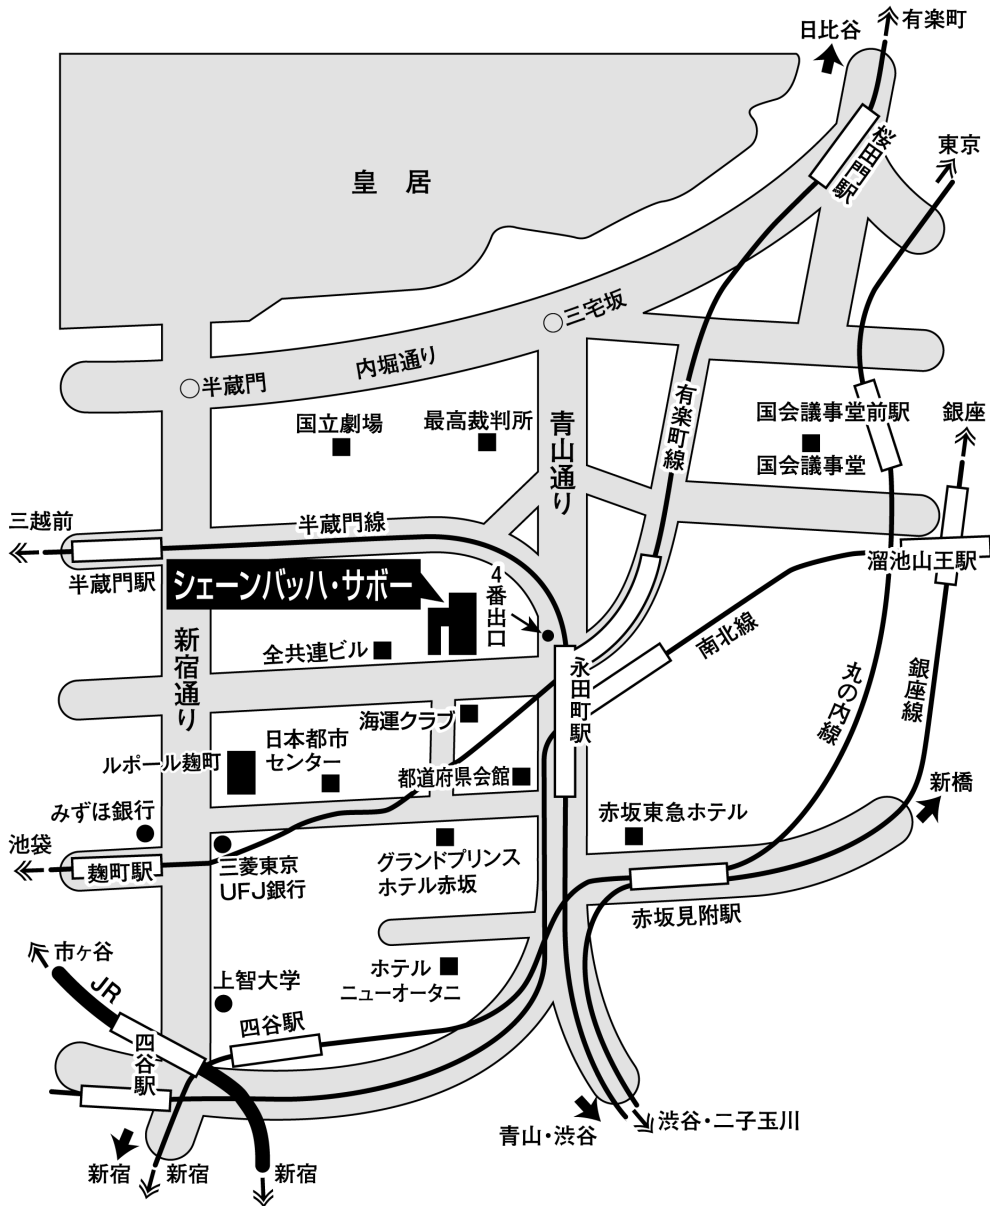 有楽町
日比谷
桜田門駅
東京
皇居
三宅坂
内堀通り
半蔵門
国立劇場
最高裁判所
青山通り
有楽町線
国会議事堂前駅
国会議事堂
銀座
三越前
半蔵門線
半蔵門駅
シェーンバッハ・サボー
4番出口
溜池山王駅
新宿通り
全共連ビル
永田町駅
南北線
丸の内線
銀座線
海運クラブ
日本都市
センター
ルポール麹町
都道府県会館
みずほ銀行
赤坂東急ホテル
新橋
池袋
麹町駅
三菱東京
UFJ銀行
グランドプリンス
ホテル赤坂
赤坂見附駅
市ヶ谷
JR
上智大学
ホテル
ニューオータニ
四谷駅
四谷駅
青山・渋谷
渋谷・二子玉川
新宿
新宿
新宿